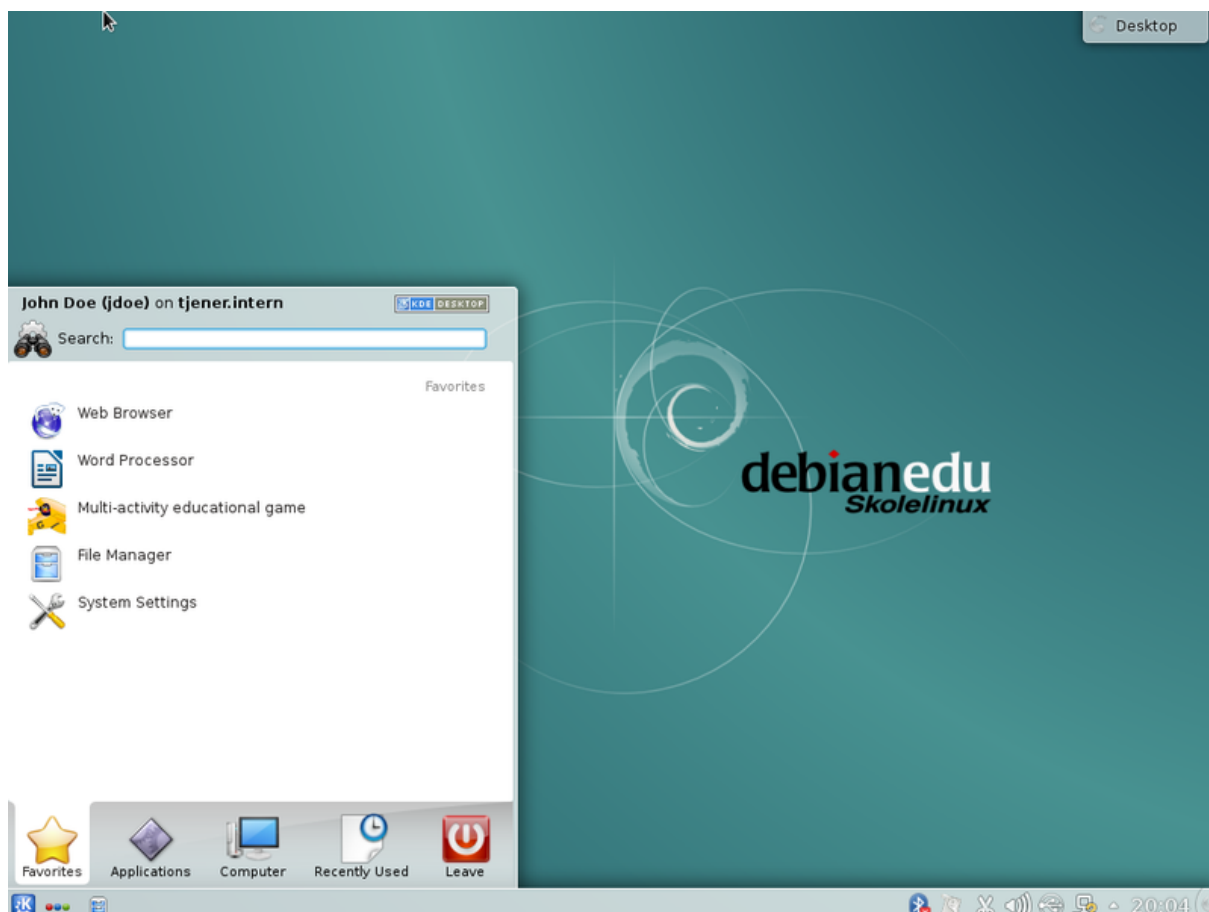 Desktop
John Doe (jdoe) on tjener.intern
KDE DESKTOP
Search:
Favorites
Web Browser
Word Processor
Multi-activity educational game
File Manager
System Settings
debianedu
Skolelinux
Favorites
Applications
Computer
Recently Used
Leave
20:04